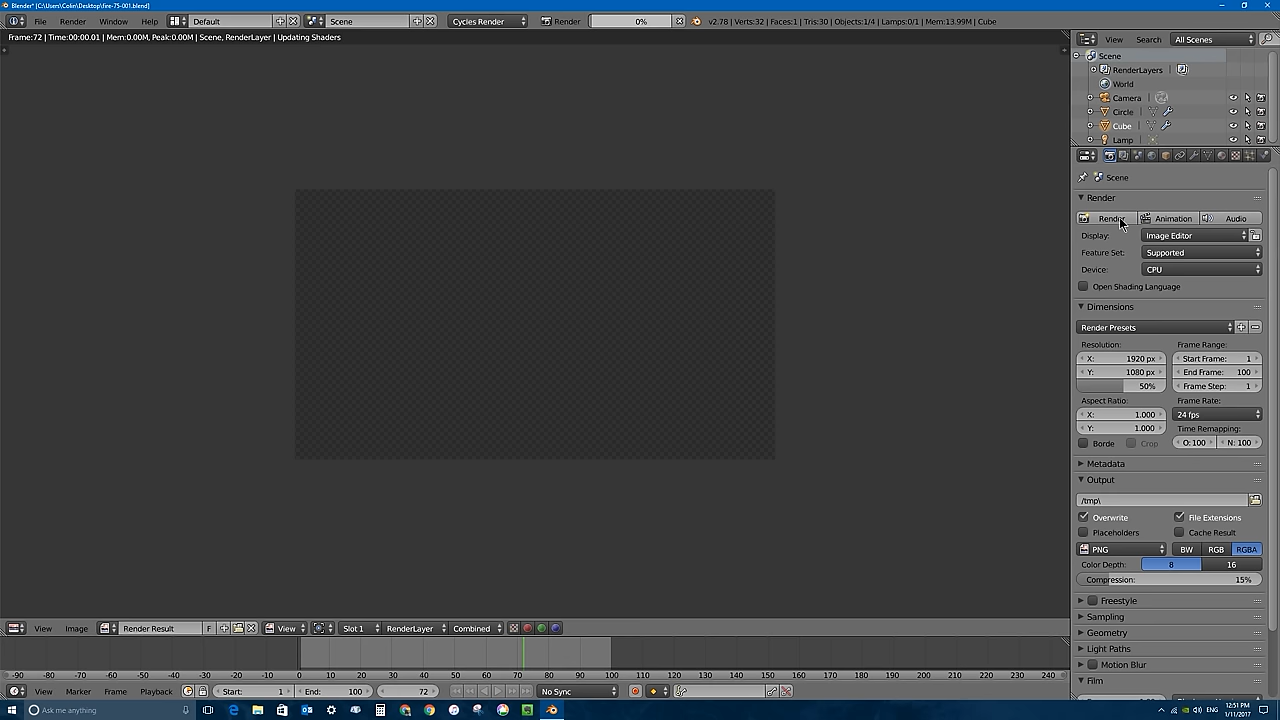 Blender* [C:\Users\Colin\Desktop\fire-75-001.blend]
File Render Window Help Default Scene Cycles Render Render 0% v2.78 | Verts:32 | Faces:1 | Tris:30 | Objects:1/4 | Lamps:0/1 | Mem:13.99M | Cube
Frame:72 | Time:00:00.01 | Mem:0.00M, Peak:0.00M | Scene, RenderLayer | Updating Shaders
View Search All Scenes
Scene
RenderLayers
World
Camera
Circle
Cube
Lamp
Scene
Render
Render Animation Audio
Display: Image Editor
Feature Set: Supported
Device: CPU
Open Shading Language
Dimensions
Render Presets
Resolution: Frame Range:
X: 1920 px Start Frame: 1
Y: 1080 px End Frame: 100
50% Frame Step: 1
Aspect Ratio: Frame Rate:
X: 1.000 24 fps
Y: 1.000 Time Remapping:
Borde Crop O:100 N: 100
Metadata
Output
/tmp\
Overwrite File Extensions
Placeholders Cache Result
PNG BW RGB RGBA
Color Depth: 8 16
Compression: 15%
Freestyle
Sampling
Geometry
Light Paths
Motion Blur
Film
View Image Render Result F View Slot 1 RenderLayer Combined
-90 -80 -70 -60 -50 -40 -30 -20 -10 0 10 20 30 40 50 60 70 80 90 100 110 120 130 140 150 160 170 180 190 200 210 220 230 240
View Marker Frame Playback Start: 1 End: 100 72 No Sync
Ask me anything
ENG 12:51 PM
1/11/2017